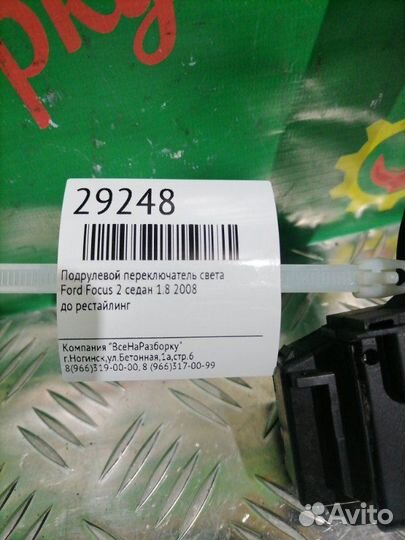 29248
Подрулевой переключатель света
Ford Focus 2 седан 1.8 2008
до рестайлинг
Компания "ВсеНаРазборку"
г.Ногинск,ул.Бетонная,1а,стр.6
8(966)319-00-00, 8 (966)317-00-99
Avito